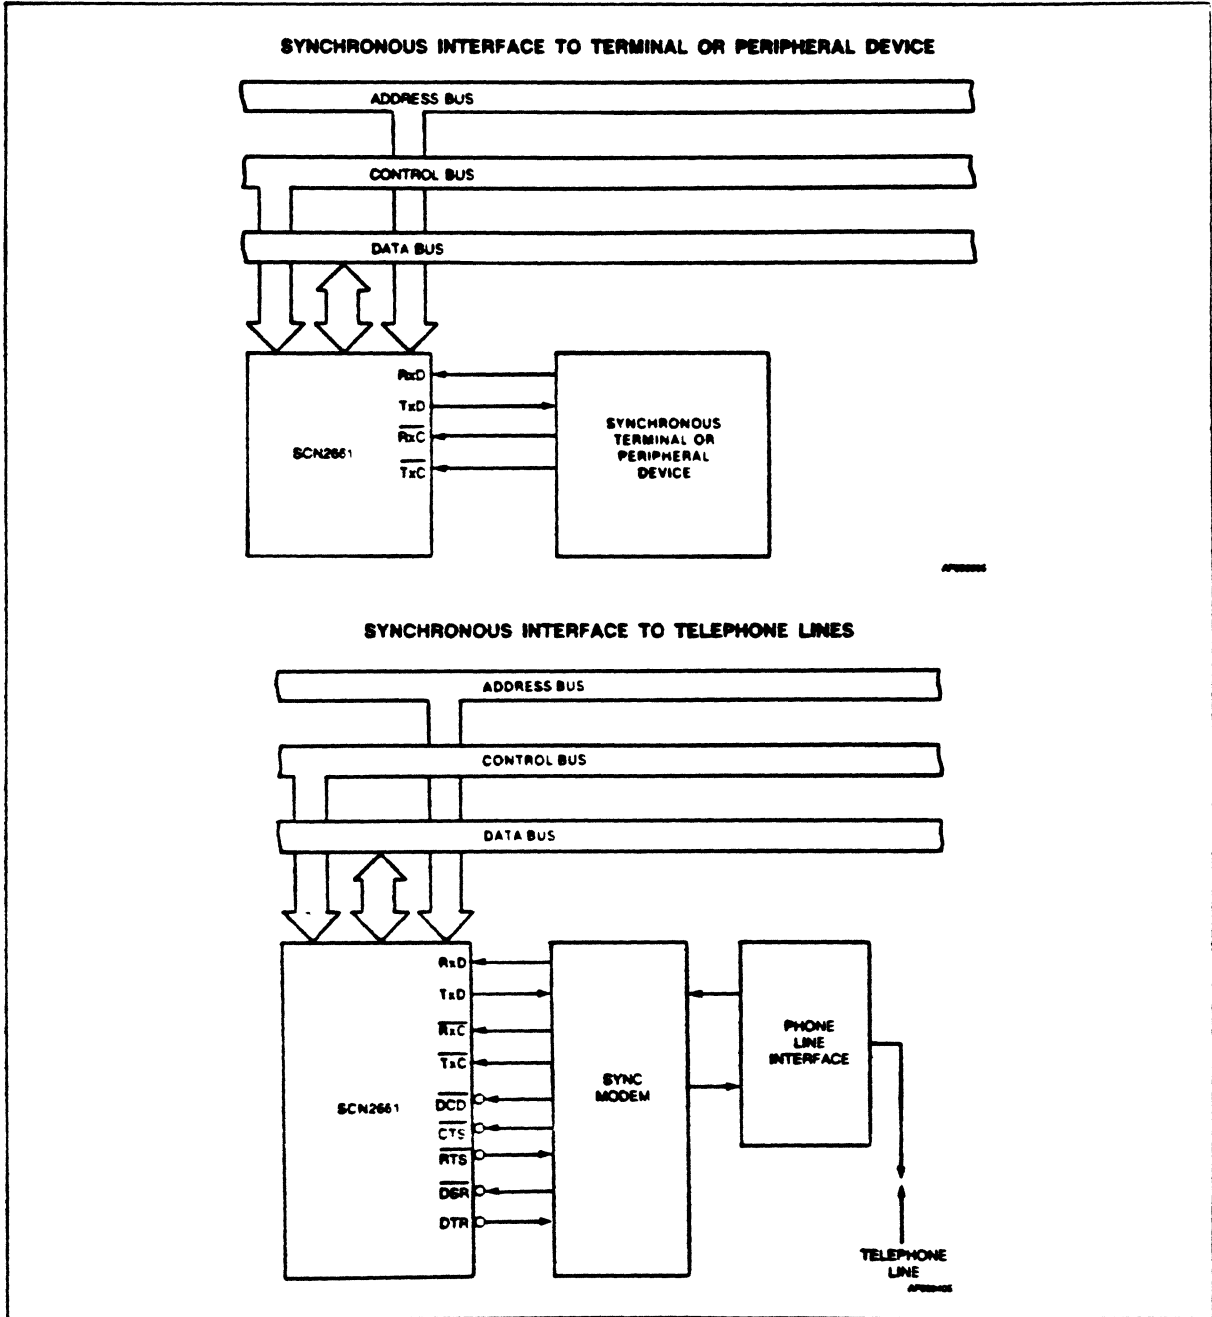 SYNCHRONOUS INTERFACE TO TERMINAL OR PERIPHERAL DEVICE
ADDRESS BUS
CONTROL BUS
DATA BUS
RxD
TxD
RxC
TxC
SCN2661
SYNCHRONOUS
TERMINAL OR
PERIPHERAL
DEVICE
SYNCHRONOUS INTERFACE TO TELEPHONE LINES
ADDRESS BUS
CONTROL BUS
DATA BUS
RxD
TxD
RxC
TxC
DCD
CTS
RTS
DSR
DTR
SCN2661
SYNC
MODEM
PHONE
LINE
INTERFACE
TELEPHONE
LINE